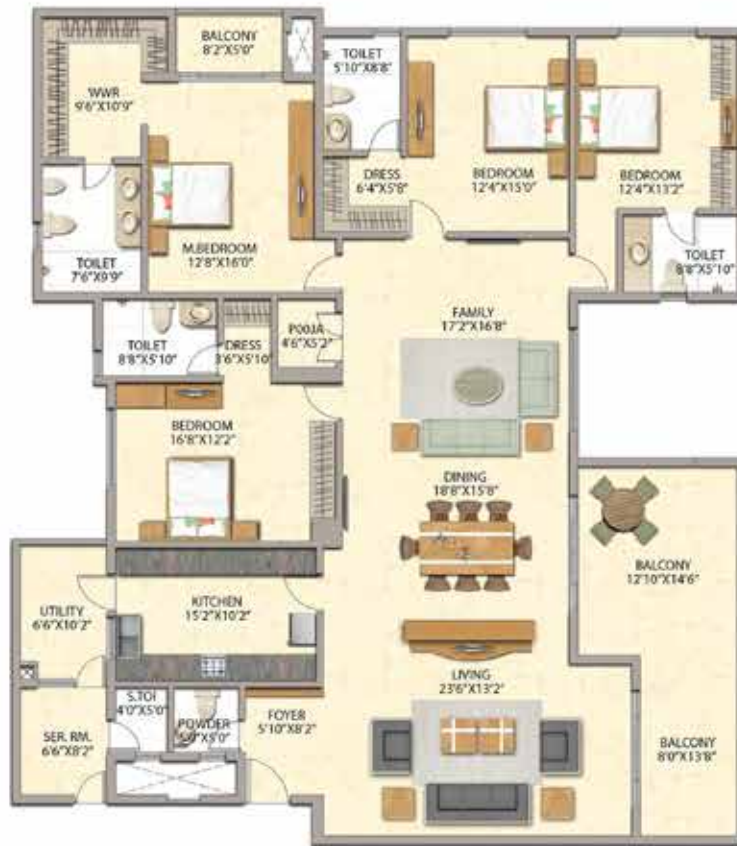 BALCONY
8'2"X5'0"
TOILET
5'10"X8'8"
WWR
9'6"X10'9"
DRESS
6'4"X5'8"
BEDROOM
12'4"X15'0"
BEDROOM
12'4"X13'2"
M.BEDROOM
12'8"X16'0"
TOILET
7'6"X9'9"
TOILET
8'8"X5'10"
FAMILY
17'2"X16'8"
POOJA
4'6"X5'2"
TOILET
8'8"X5'10"
DRESS
3'6"X5'10"
BEDROOM
16'8"X12'2"
DINING
18'8"X15'8"
BALCONY
12'10"X14'6"
KITCHEN
15'2"X10'2"
UTILITY
6'6"X10'2"
LIVING
23'6"X13'2"
S.TOI
4'0"X5'0"
POWDER
5'0"X5'0"
FOYER
5'10"X8'2"
SER. RM.
6'6"X8'2"
BALCONY
8'0"X13'8"